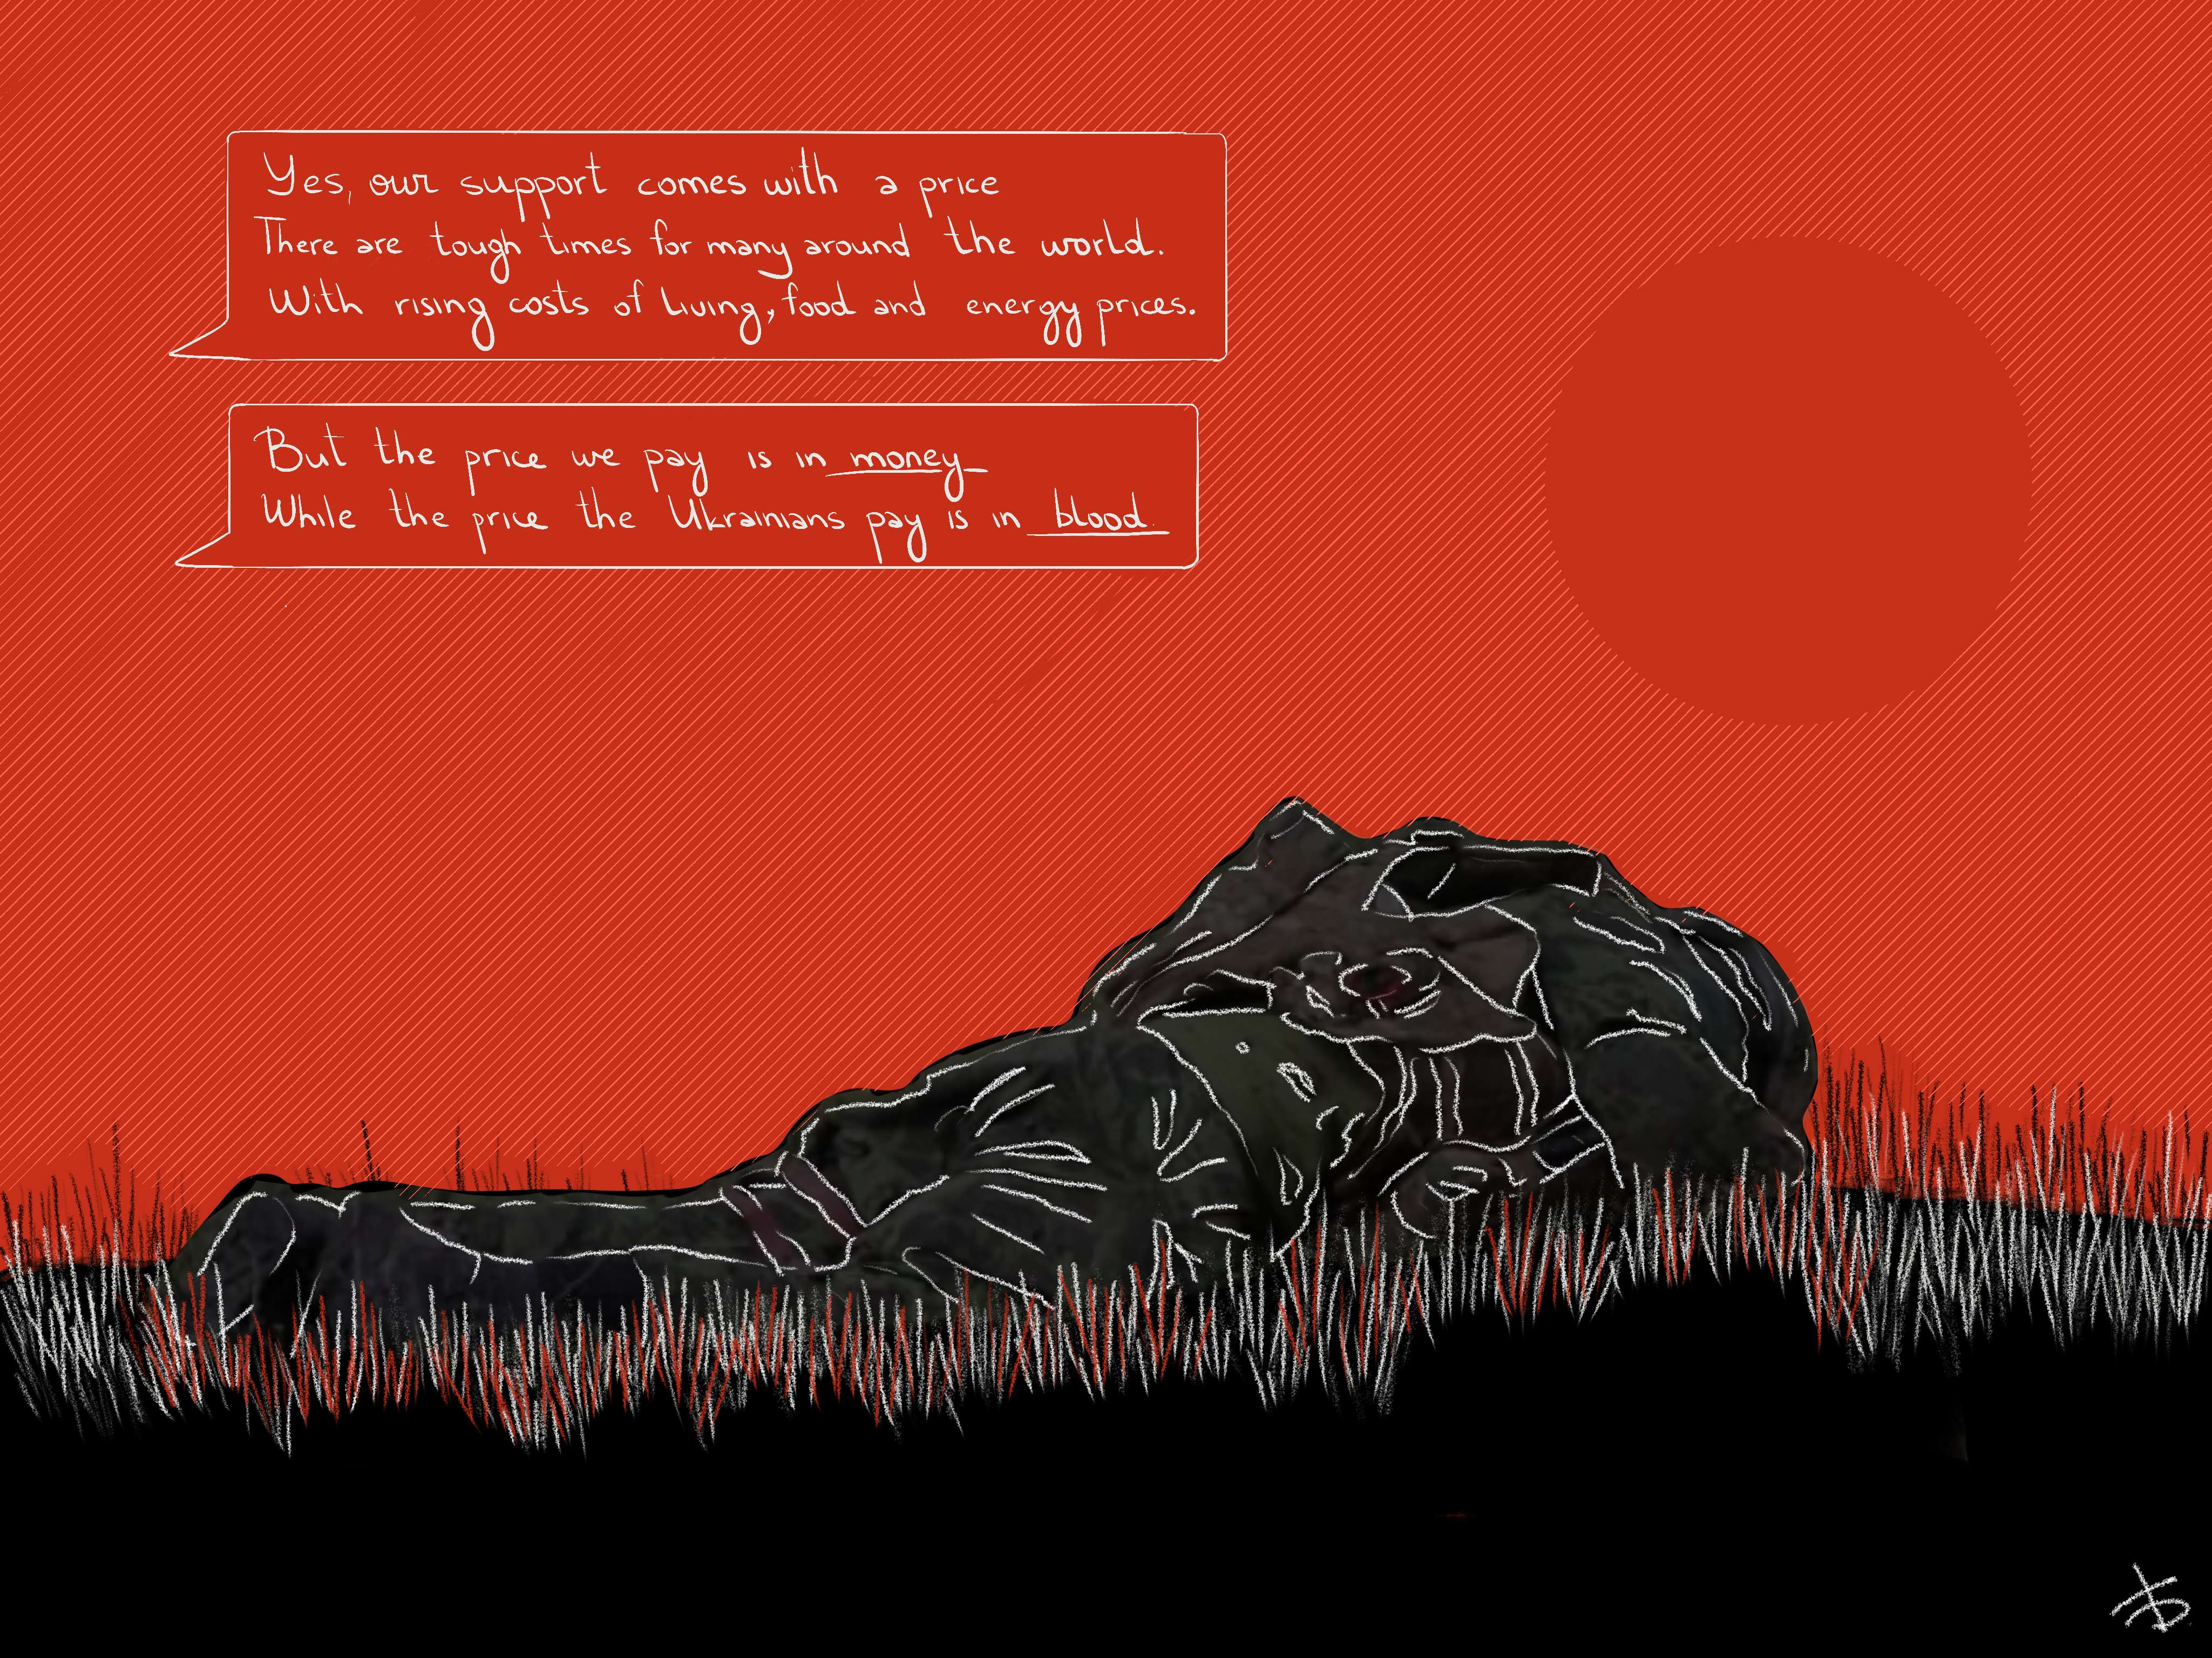 Yes, our support comes with a price
There are tough times for many around the world.
With rising costs of living, food and energy prices.
But the price we pay is in money
While the price the Ukrainians pay is in blood.